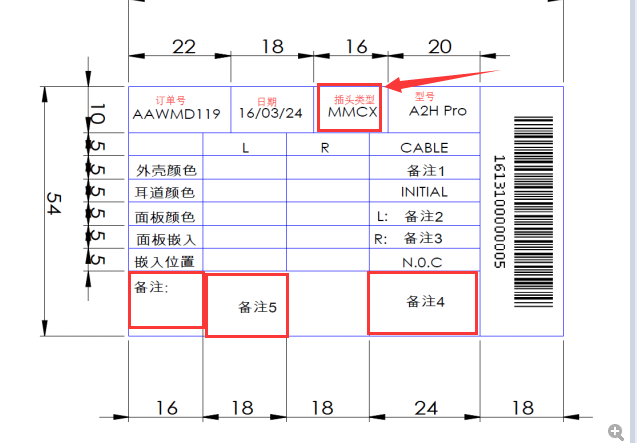 22 18 16 20
订单号 日期 插头类型 型号
AAWMD119 16/03/24 MMCX A2H Pro
10
L R CABLE
5
外壳颜色 备注1
5
耳道颜色 INITIAL
5
面板颜色 L: 备注2
5
面板嵌入 R: 备注3
5
嵌入位置 N.O.C
5
备注: 备注5 备注4
54
1613100000005
16 18 18 24 18